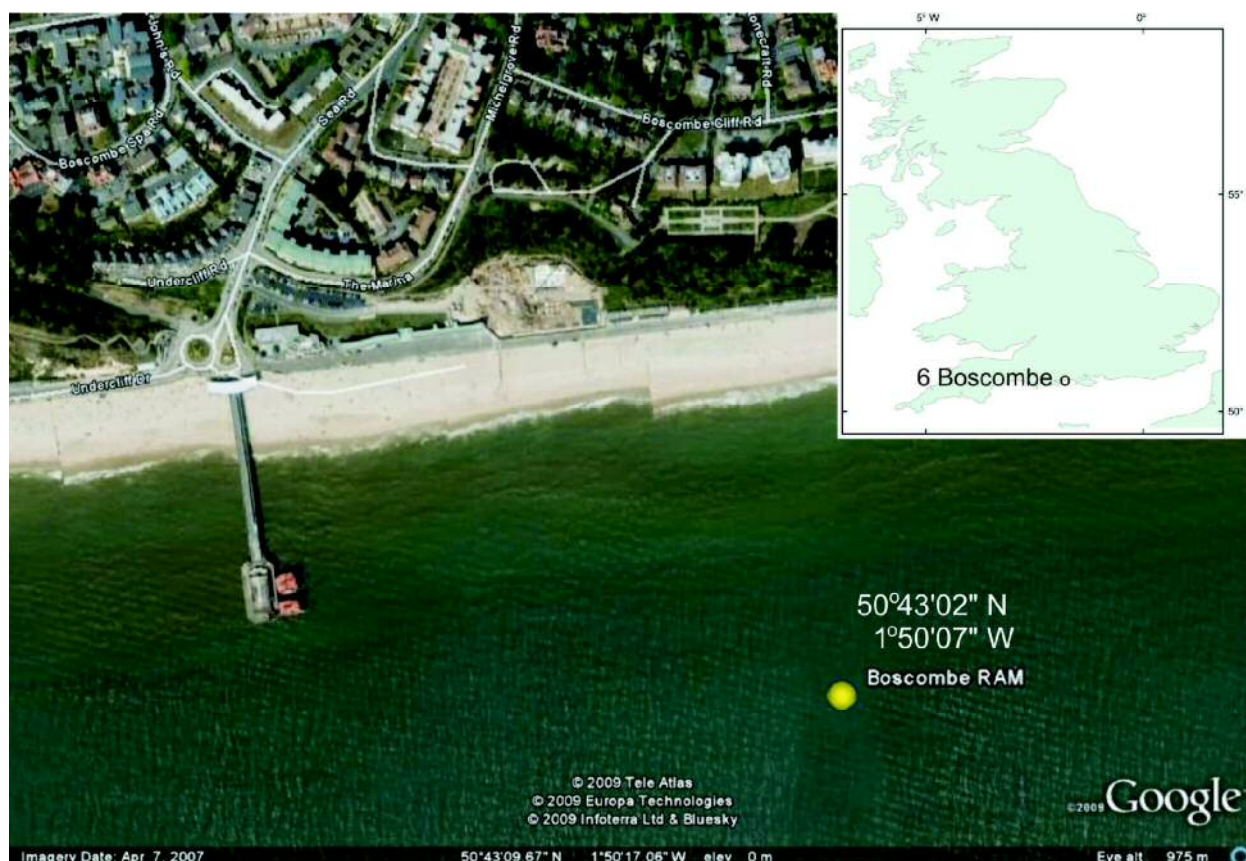 John's Rd
Sea Rd
Michelgrove Rd
Boscombe Cliff Rd
Boscombe Spa Rd
Undercliff Rd
The Marina
Undercliff Dr
5° W
0°
55°
6 Boscombe
50°
50°43'02" N
1°50'07" W
Boscombe RAM
© 2009 Tele Atlas
© 2009 Europa Technologies
© 2009 Infoterra Ltd & Bluesky
©2009 Google
Imagery Date: Apr 7, 2007
50°43'09.67" N 1°50'17.06" W elev 0 m
Eye alt 975 m